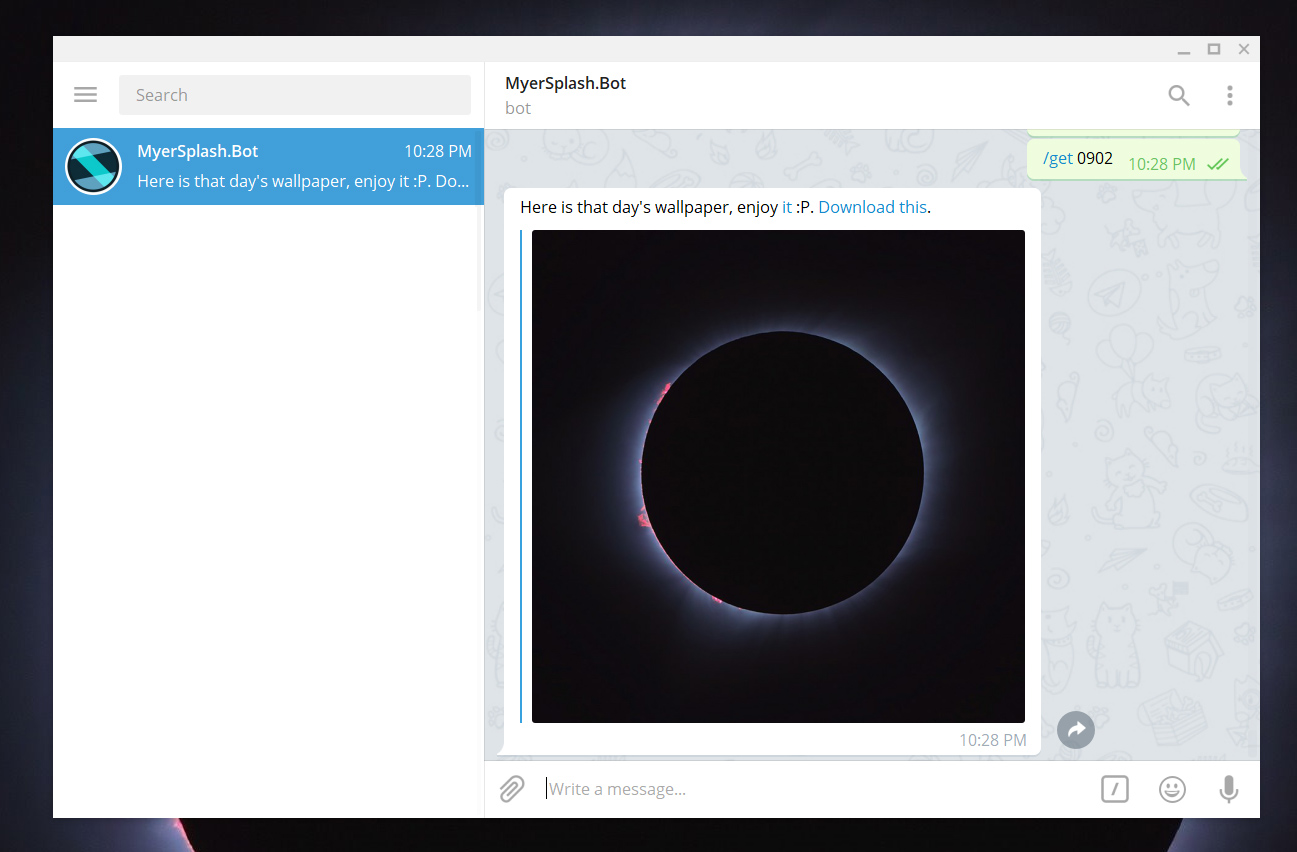 Search
MyerSplash.Bot
10:28 PM
Here is that day's wallpaper, enjoy it :P. Do...
MyerSplash.Bot
bot
/get 0902
10:28 PM
Here is that day's wallpaper, enjoy it :P. Download this.
10:28 PM
Write a message...